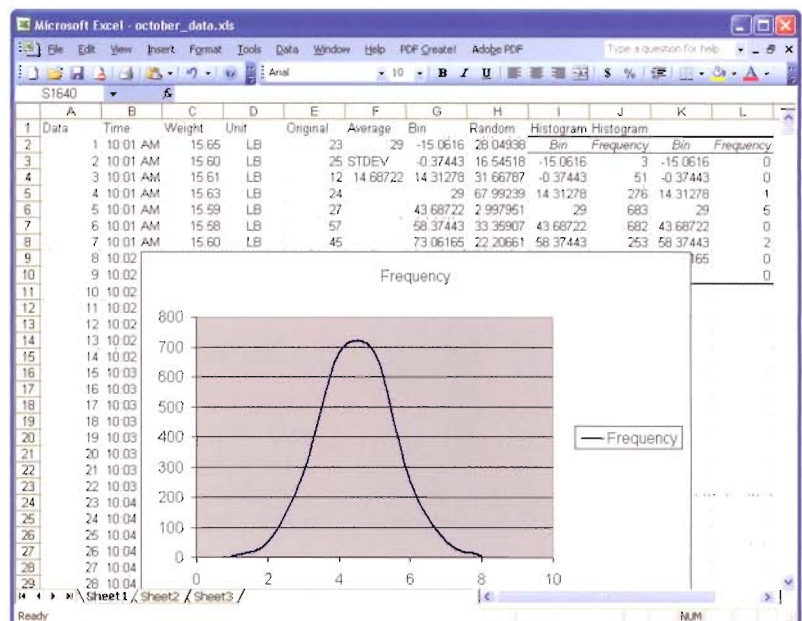 Microsoft Excel - october_data.xls
File Edit View Insert Format Tools Data Window Help PDF Create! Adobe PDF Type a question for help
Arial 10 B I U $ %
S1640 fx
A B C D E F G H I J K L
1 Data Time Weight Unit Original Average Bin Random Histogram Histogram
2 1 10:01 AM 15.65 LB 23 29 -15.0616 28.04938 Bin Frequency Bin Frequency
3 2 10:01 AM 15.60 LB 25 STDEV -0.37443 16.54518 -15.0616 3 -15.0616 0
4 3 10:01 AM 15.61 LB 12 14.68722 14.31278 31.66787 -0.37443 51 -0.37443 0
5 4 10:01 AM 15.63 LB 24 29 67.99239 14.31278 276 14.31278 1
6 5 10:01 AM 15.59 LB 27 43.68722 2.997951 29 683 29 5
7 6 10:01 AM 15.58 LB 57 58.37443 33.35907 43.68722 682 43.68722 0
8 7 10:01 AM 15.60 LB 45 73.06165 22.20661 58.37443 253 58.37443 2
9 8 10:02 165 0
10 9 10:02 0
11 10 10:02
12 11 10:02
13 12 10:02
14 13 10:02
15 14 10:02
16 15 10:03
17 16 10:03
18 17 10:03
19 18 10:03
20 19 10:03
21 20 10:03
22 21 10:03
23 22 10:03
24 23 10:04
25 24 10:04
26 25 10:04
27 26 10:04
28 27 10:04
29 28 10:04
Frequency
800
700
600
500
400
300
200
100
0
0 2 4 6 8 10
Frequency
Sheet1 Sheet2 Sheet3
Ready NUM